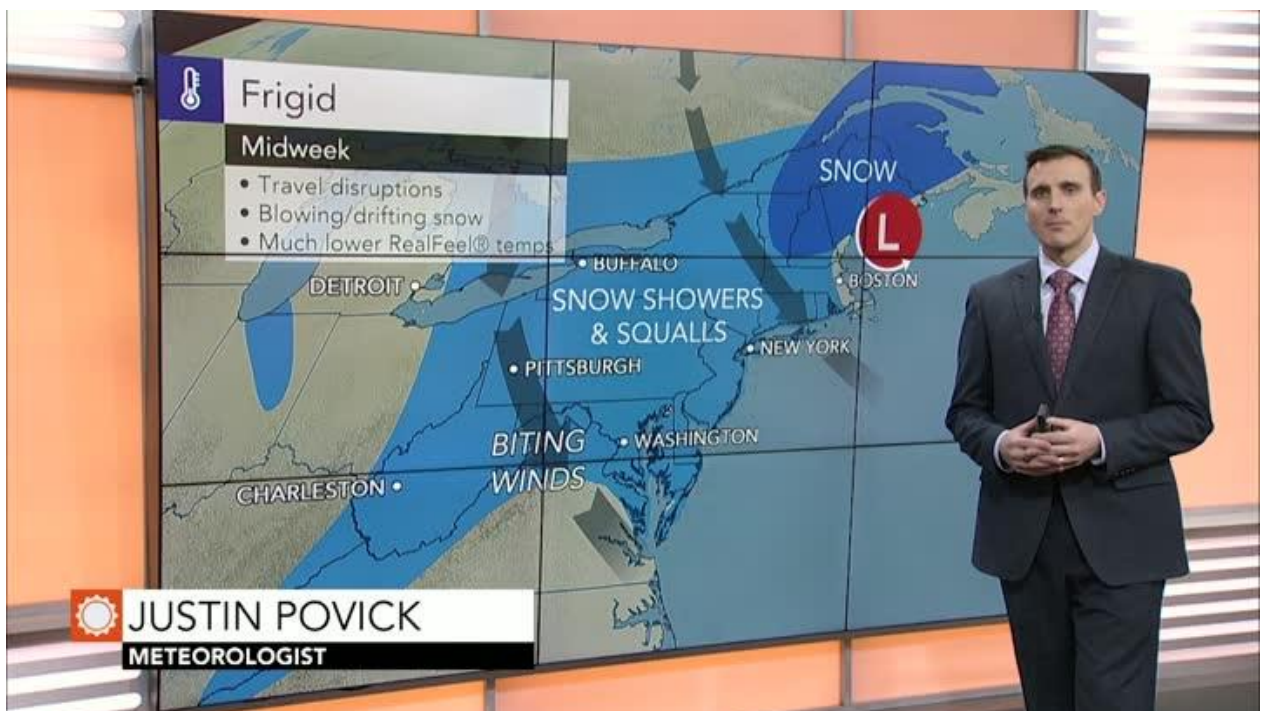 Frigid
Midweek
• Travel disruptions
• Blowing/drifting snow
• Much lower RealFeel® temps
SNOW
L
BUFFALO
DETROIT
BOSTON
SNOW SHOWERS
& SQUALLS
NEW YORK
PITTSBURGH
BITING
WINDS
WASHINGTON
CHARLESTON
JUSTIN POVICK
METEOROLOGIST